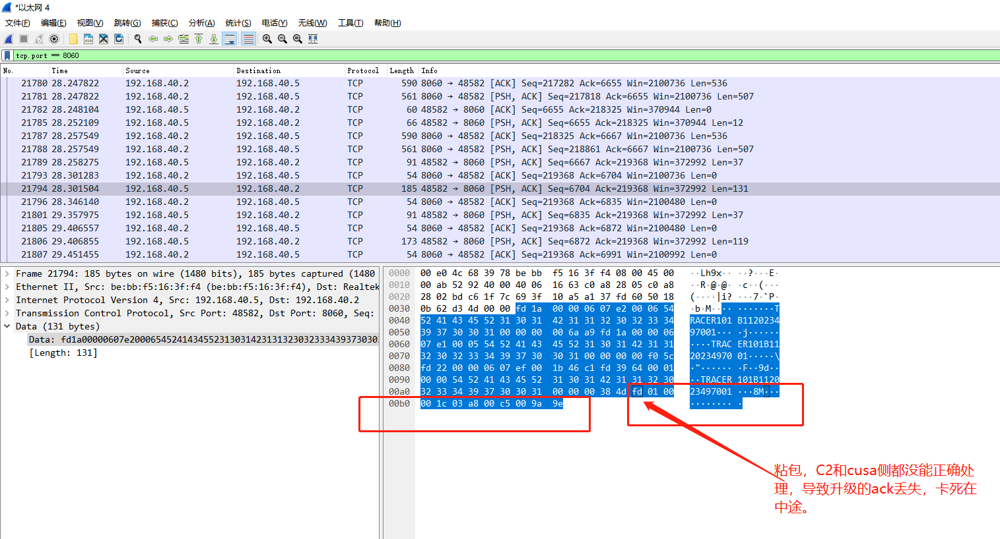 *以太网 4
文件(F) 编辑(E) 视图(V) 跳转(G) 捕获(C) 分析(A) 统计(S) 电话(Y) 无线(W) 工具(T) 帮助(H)
tcp.port == 8060
No. Time Source Destination Protocol Length Info
21780 28.247822 192.168.40.2 192.168.40.5 TCP 590 8060 → 48582 [ACK] Seq=217282 Ack=6655 Win=2100736 Len=536
21781 28.247822 192.168.40.2 192.168.40.5 TCP 561 8060 → 48582 [PSH, ACK] Seq=217818 Ack=6655 Win=2100736 Len=507
21782 28.248104 192.168.40.5 192.168.40.2 TCP 60 48582 → 8060 [ACK] Seq=6655 Ack=218325 Win=370944 Len=0
21785 28.252109 192.168.40.5 192.168.40.2 TCP 66 48582 → 8060 [PSH, ACK] Seq=6655 Ack=218325 Win=370944 Len=12
21787 28.257549 192.168.40.2 192.168.40.5 TCP 590 8060 → 48582 [ACK] Seq=218325 Ack=6667 Win=2100736 Len=536
21788 28.257549 192.168.40.2 192.168.40.5 TCP 561 8060 → 48582 [PSH, ACK] Seq=218861 Ack=6667 Win=2100736 Len=507
21789 28.258275 192.168.40.5 192.168.40.2 TCP 91 48582 → 8060 [PSH, ACK] Seq=6667 Ack=219368 Win=372992 Len=37
21793 28.301283 192.168.40.2 192.168.40.5 TCP 54 8060 → 48582 [ACK] Seq=219368 Ack=6704 Win=2100736 Len=0
21794 28.301504 192.168.40.5 192.168.40.2 TCP 185 48582 → 8060 [PSH, ACK] Seq=6704 Ack=219368 Win=372992 Len=131
21796 28.346140 192.168.40.2 192.168.40.5 TCP 54 8060 → 48582 [ACK] Seq=219368 Ack=6835 Win=2100480 Len=0
21801 29.357975 192.168.40.5 192.168.40.2 TCP 91 48582 → 8060 [PSH, ACK] Seq=6835 Ack=219368 Win=372992 Len=37
21805 29.406557 192.168.40.2 192.168.40.5 TCP 54 8060 → 48582 [ACK] Seq=219368 Ack=6872 Win=2100480 Len=0
21806 29.406855 192.168.40.5 192.168.40.2 TCP 173 48582 → 8060 [PSH, ACK] Seq=6872 Ack=219368 Win=372992 Len=119
21807 29.451455 192.168.40.2 192.168.40.5 TCP 54 8060 → 48582 [ACK] Seq=219368 Ack=6991 Win=2100992 Len=0
Frame 21794: 185 bytes on wire (1480 bits), 185 bytes captured (1480
Ethernet II, Src: be:bb:f5:16:3f:f4 (be:bb:f5:16:3f:f4), Dst: Realtek
Internet Protocol Version 4, Src: 192.168.40.5, Dst: 192.168.40.2
Transmission Control Protocol, Src Port: 48582, Dst Port: 8060, Seq:
Data (131 bytes)
Data: fd1a00000607e20006545241434552313031423131323032333439373030
[Length: 131]
0000 00 e0 4c 68 39 78 be bb f5 16 3f f4 08 00 45 00 ··Lh9x·· ··?···E·
0010 00 ab 52 92 40 00 40 06 16 63 c0 a8 28 05 c0 a8 ··R·@·@· ·c··(···
0020 28 02 bd c6 1f 7c 69 3f 10 a5 a1 37 fd 60 50 18 (····|i? ···7·`P·
0030 0b 62 d3 4d 00 00 fd 1a 00 00 06 07 e2 00 06 54 ·b·M···· ·······T
0040 52 41 43 45 52 31 30 31 42 31 31 32 30 32 33 34 RACER101 B1120234
0050 39 37 30 30 31 00 00 00 00 6a a9 fd 1a 00 00 06 97001··· ·j······
0060 07 e1 00 05 54 52 41 43 45 52 31 30 31 42 31 31 ····TRAC ER101B11
0070 32 30 32 33 34 39 37 30 30 31 00 00 00 00 f0 5c 20234970 01·····\
0080 fd 22 00 00 06 07 ef 00 1b 46 c1 fd 39 64 00 01 ·"······ ·F··9d··
0090 00 00 54 52 41 43 45 52 31 30 31 42 31 31 32 30 ··TRACER 101B1120
00a0 32 33 34 39 37 30 30 31 00 00 00 38 4d fd 01 00 23497001 ···8M···
00b0 00 1c 03 a8 00 c5 00 9a 9e ········ ·
粘包，C2和cusa侧都没能正确处
理，导致升级的ack丢失，卡死在
中途。